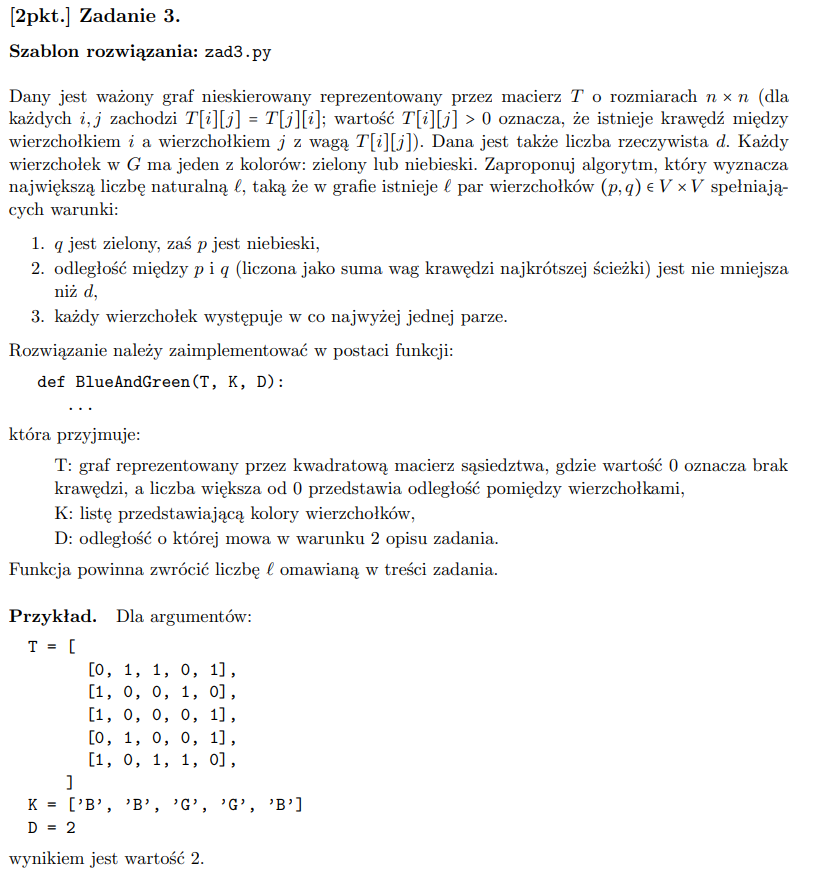 [2pkt.] Zadanie 3.
Szablon rozwiązania: zad3.py
Dany jest ważony graf nieskierowany reprezentowany przez macierz T o rozmiarach n × n (dla
każdych i, j zachodzi T[i][j] = T[j][i]; wartość T[i][j] > 0 oznacza, że istnieje krawędź między
wierzchołkiem i a wierzchołkiem j z wagą T[i][j]). Dana jest także liczba rzeczywista d. Każdy
wierzchołek w G ma jeden z kolorów: zielony lub niebieski. Zaproponuj algorytm, który wyznacza
największą liczbę naturalną ℓ, taką że w grafie istnieje ℓ par wierzchołków (p, q) ∈ V × V spełniają-
cych warunki:
1. q jest zielony, zaś p jest niebieski,
2. odległość między p i q (liczona jako suma wag krawędzi najkrótszej ścieżki) jest nie mniejsza
niż d,
3. każdy wierzchołek występuje w co najwyżej jednej parze.
Rozwiązanie należy zaimplementować w postaci funkcji:
def BlueAndGreen(T, K, D):
...
która przyjmuje:
T: graf reprezentowany przez kwadratową macierz sąsiedztwa, gdzie wartość 0 oznacza brak
krawędzi, a liczba większa od 0 przedstawia odległość pomiędzy wierzchołkami,
K: listę przedstawiającą kolory wierzchołków,
D: odległość o której mowa w warunku 2 opisu zadania.
Funkcja powinna zwrócić liczbę ℓ omawianą w treści zadania.
Przykład. Dla argumentów:
T = [
[0, 1, 1, 0, 1],
[1, 0, 0, 1, 0],
[1, 0, 0, 0, 1],
[0, 1, 0, 0, 1],
[1, 0, 1, 1, 0],
]
K = ['B', 'B', 'G', 'G', 'B']
D = 2
wynikiem jest wartość 2.